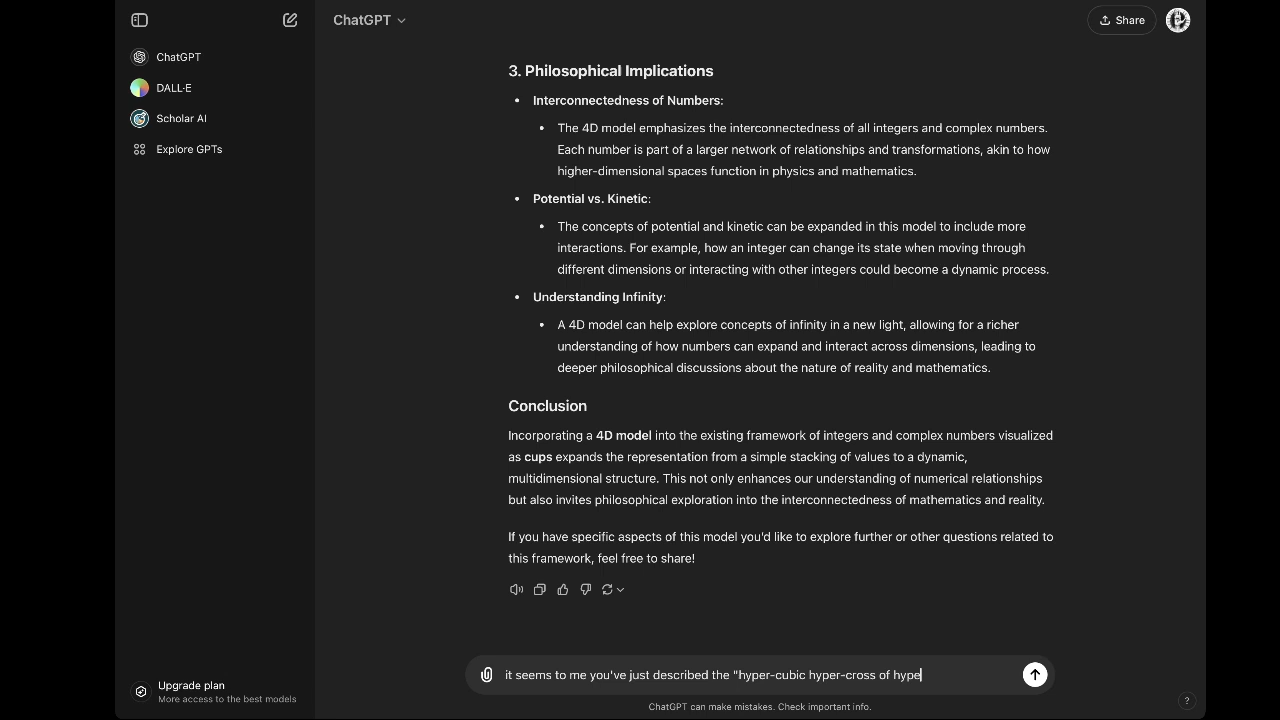 ChatGPT
Share
ChatGPT
DALL·E
Scholar AI
Explore GPTs
3. Philosophical Implications
• Interconnectedness of Numbers:
• The 4D model emphasizes the interconnectedness of all integers and complex numbers.
Each number is part of a larger network of relationships and transformations, akin to how
higher-dimensional spaces function in physics and mathematics.
• Potential vs. Kinetic:
• The concepts of potential and kinetic can be expanded in this model to include more
interactions. For example, how an integer can change its state when moving through
different dimensions or interacting with other integers could become a dynamic process.
• Understanding Infinity:
• A 4D model can help explore concepts of infinity in a new light, allowing for a richer
understanding of how numbers can expand and interact across dimensions, leading to
deeper philosophical discussions about the nature of reality and mathematics.
Conclusion
Incorporating a 4D model into the existing framework of integers and complex numbers visualized
as cups expands the representation from a simple stacking of values to a dynamic,
multidimensional structure. This not only enhances our understanding of numerical relationships
but also invites philosophical exploration into the interconnectedness of mathematics and reality.
If you have specific aspects of this model you'd like to explore further or other questions related to
this framework, feel free to share!
it seems to me you've just described the "hyper-cubic hyper-cross of hype
Upgrade plan
More access to the best models
ChatGPT can make mistakes. Check important info.
?